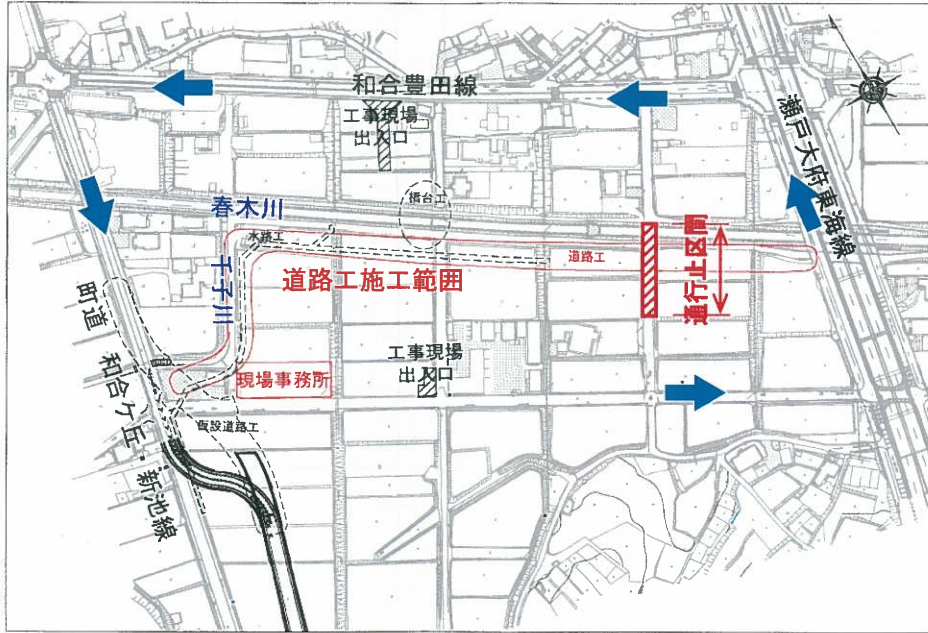 和合豊田線
工事現場
出入口
瀬戸大府東海線
春木川
橋台工
水路工
道路工
通行止区間
道路工施工範囲
干子川
町道 和合ケ丘・新池線
工事現場
出入口
現場事務所
仮設道路工